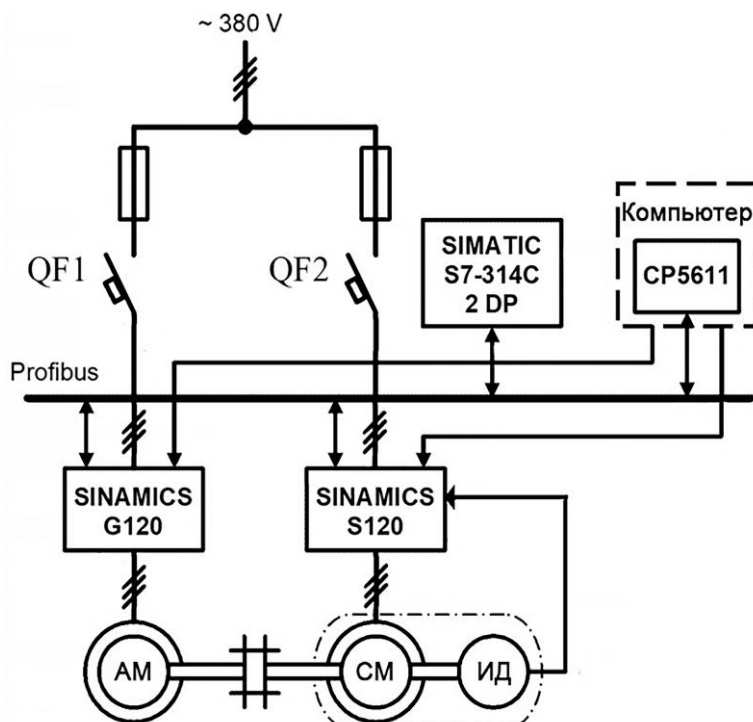 ~ 380 V
QF1
QF2
SIMATIC
S7-314C
2 DP
Компьютер
CP5611
Profibus
SINAMICS
G120
SINAMICS
S120
АМ
СМ
ИД